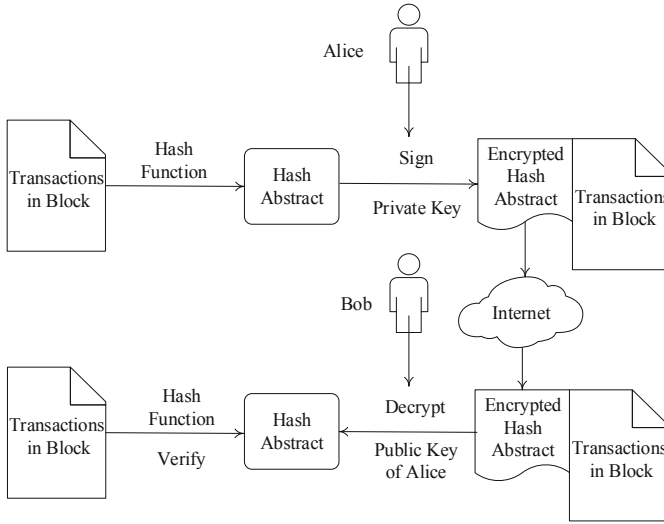 Alice
Transactions
in Block
Hash
Function
Hash
Abstract
Sign
Private Key
Encrypted
Hash
Abstract
Transactions
in Block
Bob
Internet
Transactions
in Block
Hash
Function
Verify
Hash
Abstract
Decrypt
Public Key
of Alice
Encrypted
Hash
Abstract
Transactions
in Block